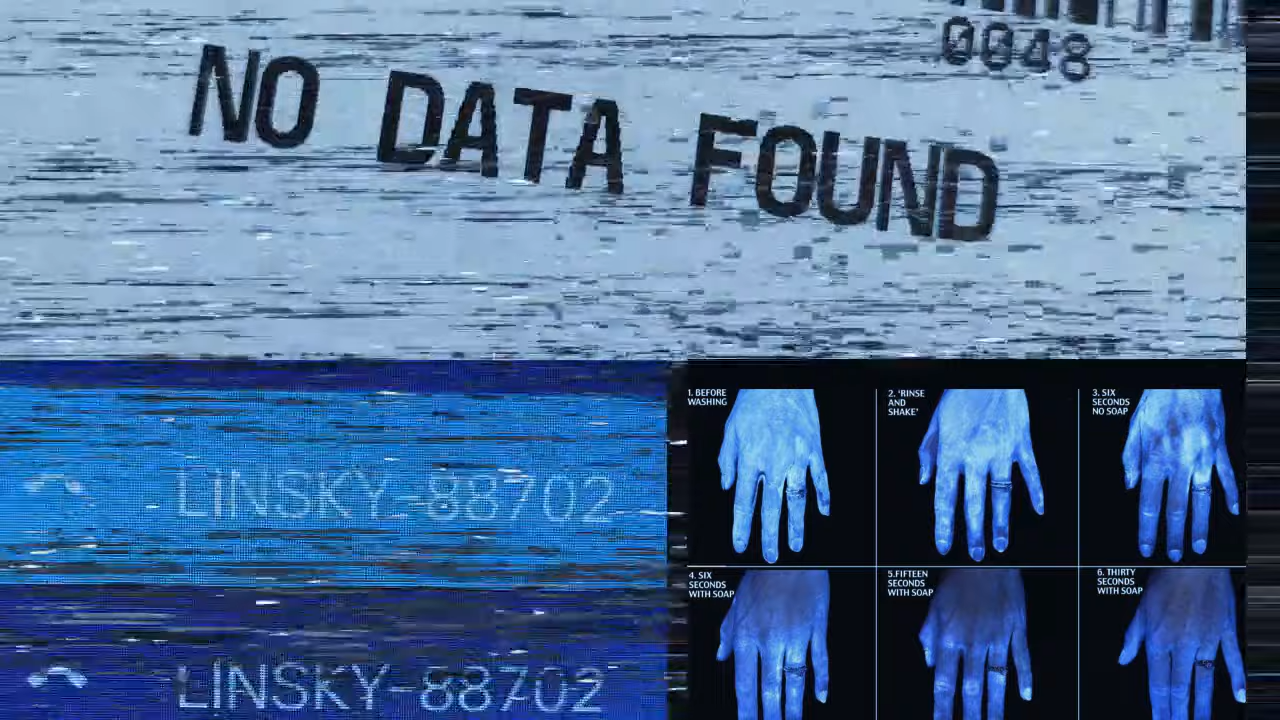 0048
NO DATA FOUND
LINSKY-88702
LINSKY-88702
1. BEFORE
WASHING
2. 'RINSE
AND
SHAKE'
3. SIX
SECONDS
NO SOAP
4. SIX
SECONDS
WITH SOAP
5.FIFTEEN
SECONDS
WITH SOAP
6. THIRTY
SECONDS
WITH SOAP